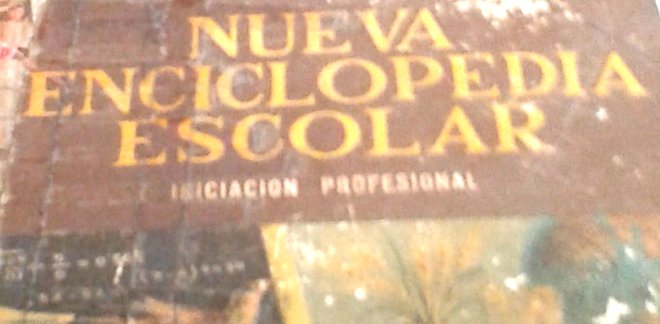 NUEVA
ENCICLOPEDIA
ESCOLAR
INICIACION PROFESIONAL